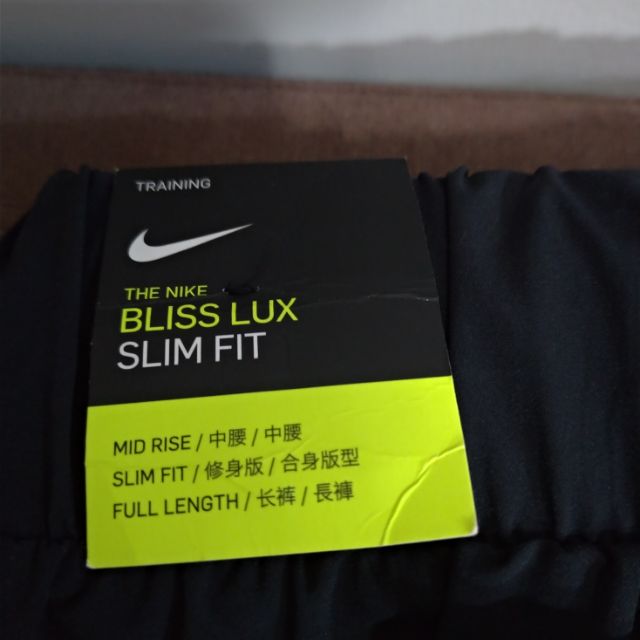 TRAINING
THE NIKE
BLISS LUX
SLIM FIT
MID RISE / 中腰 / 中腰
SLIM FIT / 修身版 / 合身版型
FULL LENGTH / 长裤 / 長褲